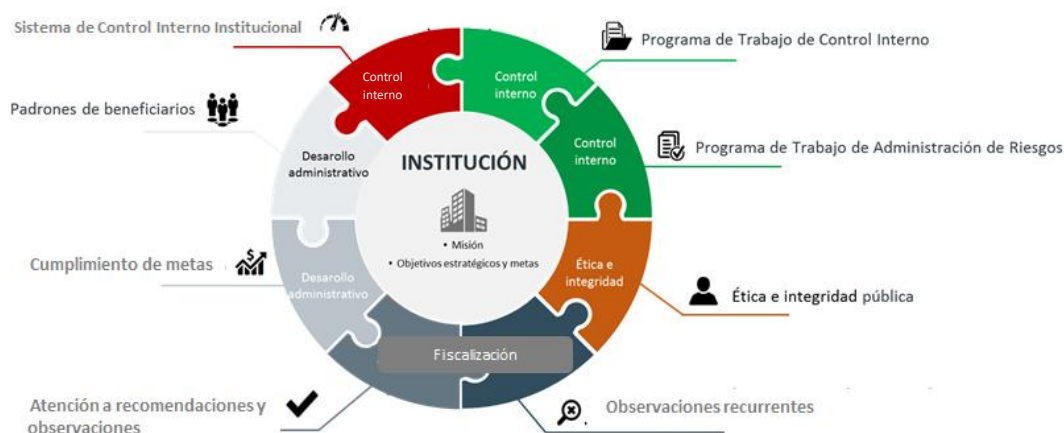 Sistema de Control Interno Institucional
Programa de Trabajo de Control Interno
Control
interno
Control
interno
Padrones de beneficiarios
Desarollo
administrativo
INSTITUCIÓN
Control
interno
Programa de Trabajo de Administración de Riesgos
• Misión
• Objetivos estratégicos y metas
Cumplimiento de metas
Desarollo
administrativo
Ética e
integridad
Ética e integridad pública
Fiscalización
Atención a recomendaciones y
observaciones
Observaciones recurrentes